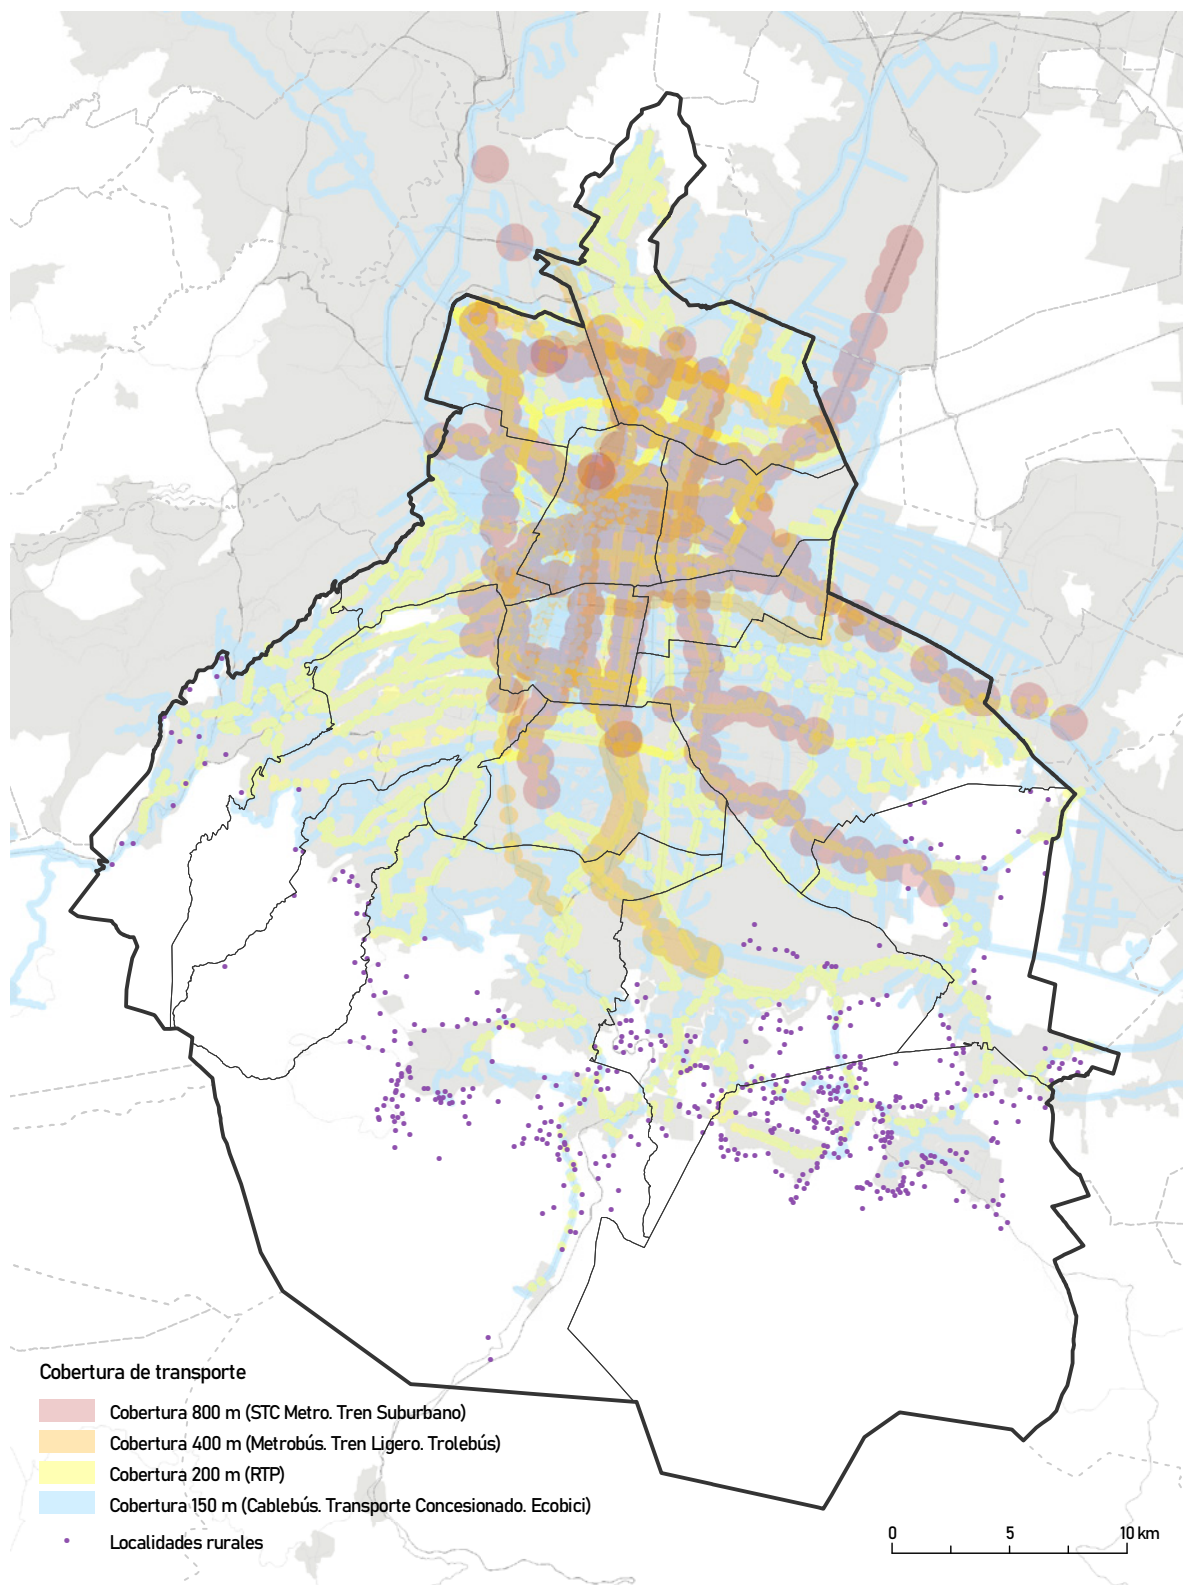 Cobertura de transporte
Cobertura 800 m (STC Metro. Tren Suburbano)
Cobertura 400 m (Metrobús. Tren Ligero. Trolebús)
Cobertura 200 m (RTP)
Cobertura 150 m (Cablebús. Transporte Concesionado. Ecobici)
Localidades rurales
0 5 10 km